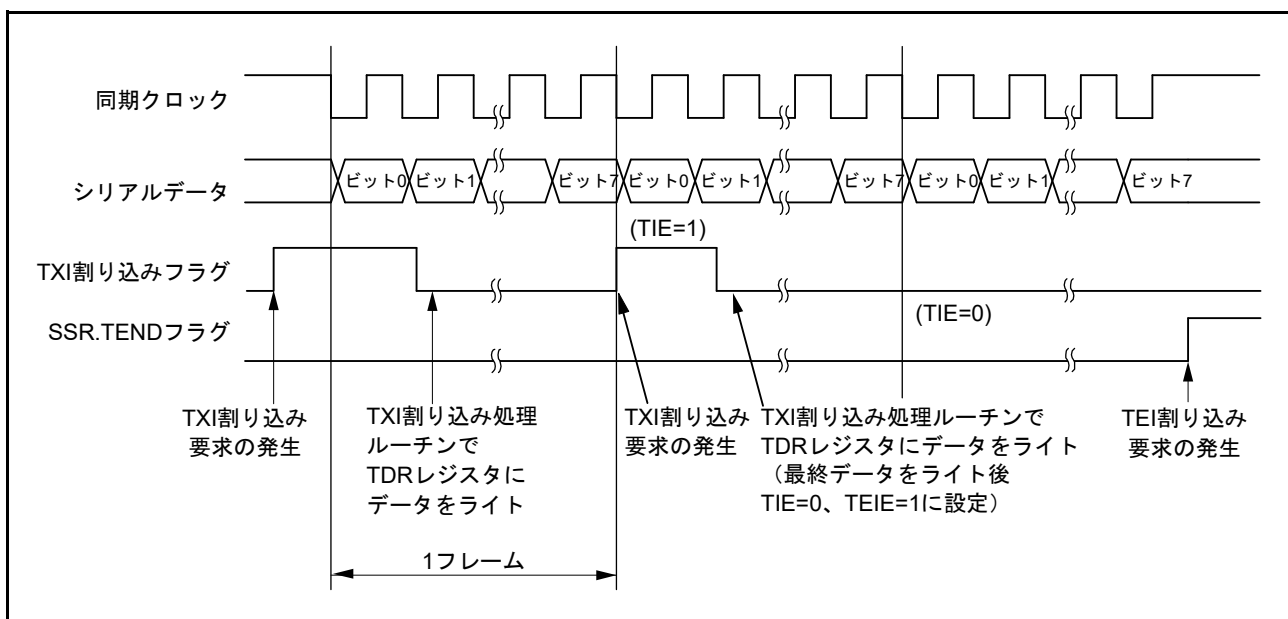 同期クロック
シリアルデータ
ビット0 ビット1 ビット7 ビット0 ビット1 ビット7 ビット0 ビット1 ビット7
(TIE=1)
TXI割り込みフラグ
(TIE=0)
SSR.TENDフラグ
TXI割り込み
要求の発生
TXI割り込み処理
ルーチンで
TDRレジスタに
データをライト
TXI割り込み
要求の発生
TXI割り込み処理ルーチンで
TDRレジスタにデータをライト
（最終データをライト後
TIE=0、TEIE=1に設定）
TEI割り込み
要求の発生
1フレーム